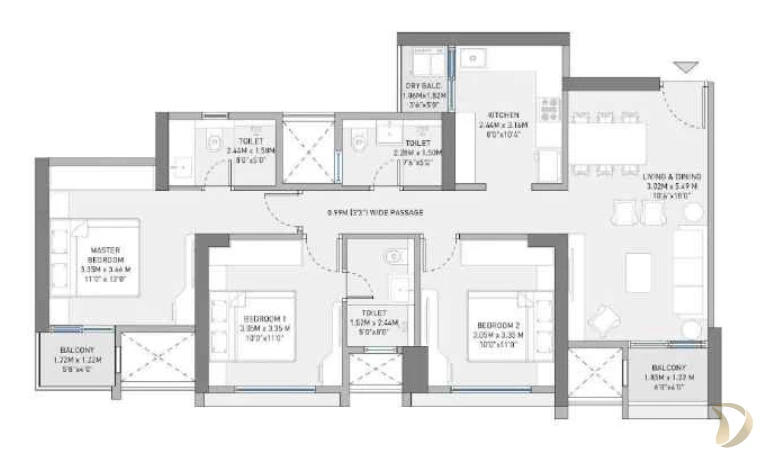 DRY BALC.
1.06M×1.52M
3'6"x5'0"
KITCHEN
2.44M x 3.16M
8'0"X10'4"
TOILET
2.44M x 1.50M
8'0"x5'0"
TOILET
2.28M x 1.50M
7'6"x5'0"
LIVING & DINING
3.02M x 5.49 M
10'6"x18'0"
0.99M (3'3") WIDE PASSAGE
MASTER
BEDROOM
3.35M x 3.66 M
11'0" x 12'0"
BEDROOM 1
3.05M x 3.35 M
10'0"x11'0"
TOILET
1.52M x 2.44M
5'0"x8'0"
BEDROOM 2
3.05M x 3.35 M
10'0"x11'0"
BALCONY
1.72M x 1.22M
5'8"x4'0"
BALCONY
1.83M x 1.22 M
6'0"x4'0"